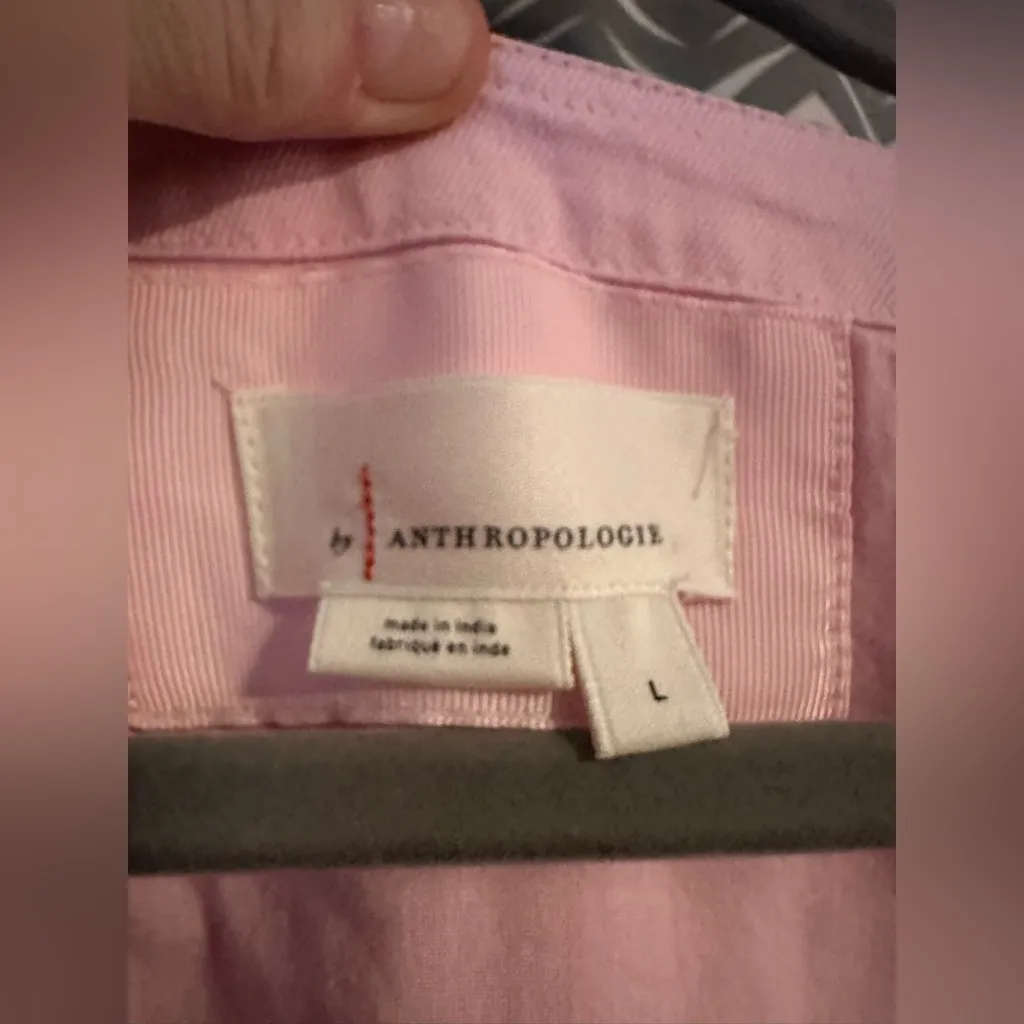 by ANTHROPOLOGIE
made in india
fabriqué en inde
L